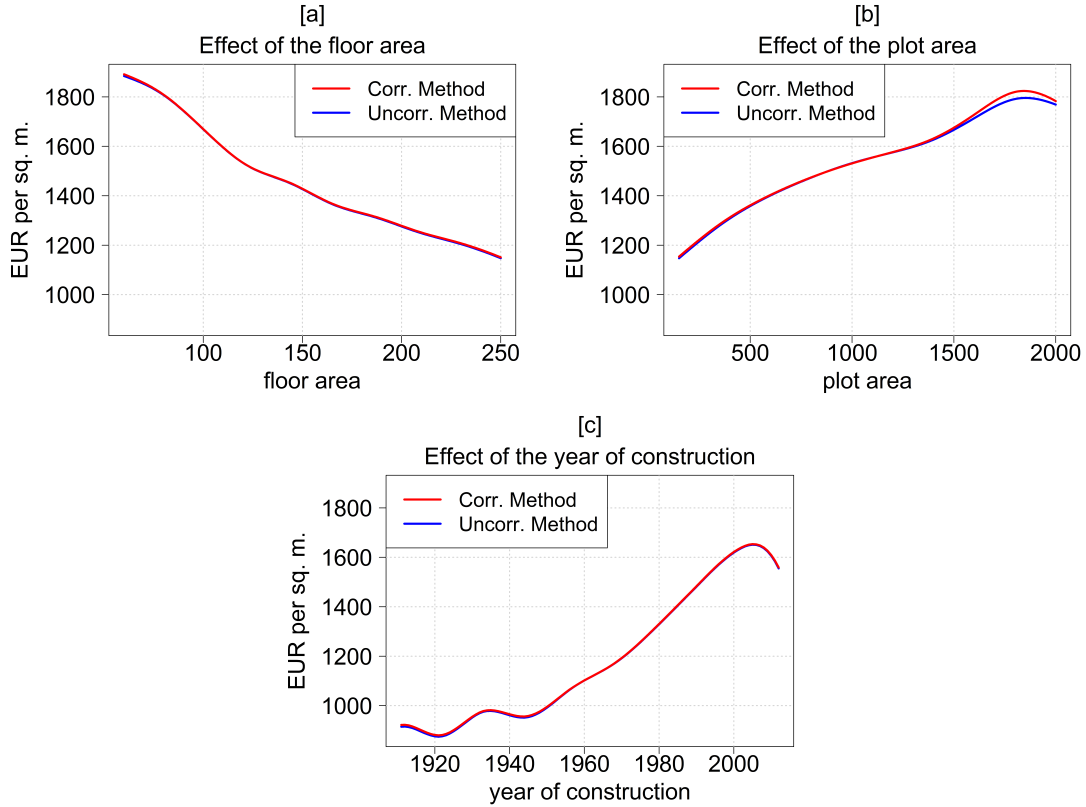 [a]
Effect of the floor area
Corr. Method
Uncorr. Method
EUR per sq. m.
1800
1600
1400
1200
1000
100 150 200 250
floor area
[b]
Effect of the plot area
Corr. Method
Uncorr. Method
EUR per sq. m.
1800
1600
1400
1200
1000
500 1000 1500 2000
plot area
[c]
Effect of the year of construction
Corr. Method
Uncorr. Method
EUR per sq. m.
1800
1600
1400
1200
1000
1920 1940 1960 1980 2000
year of construction